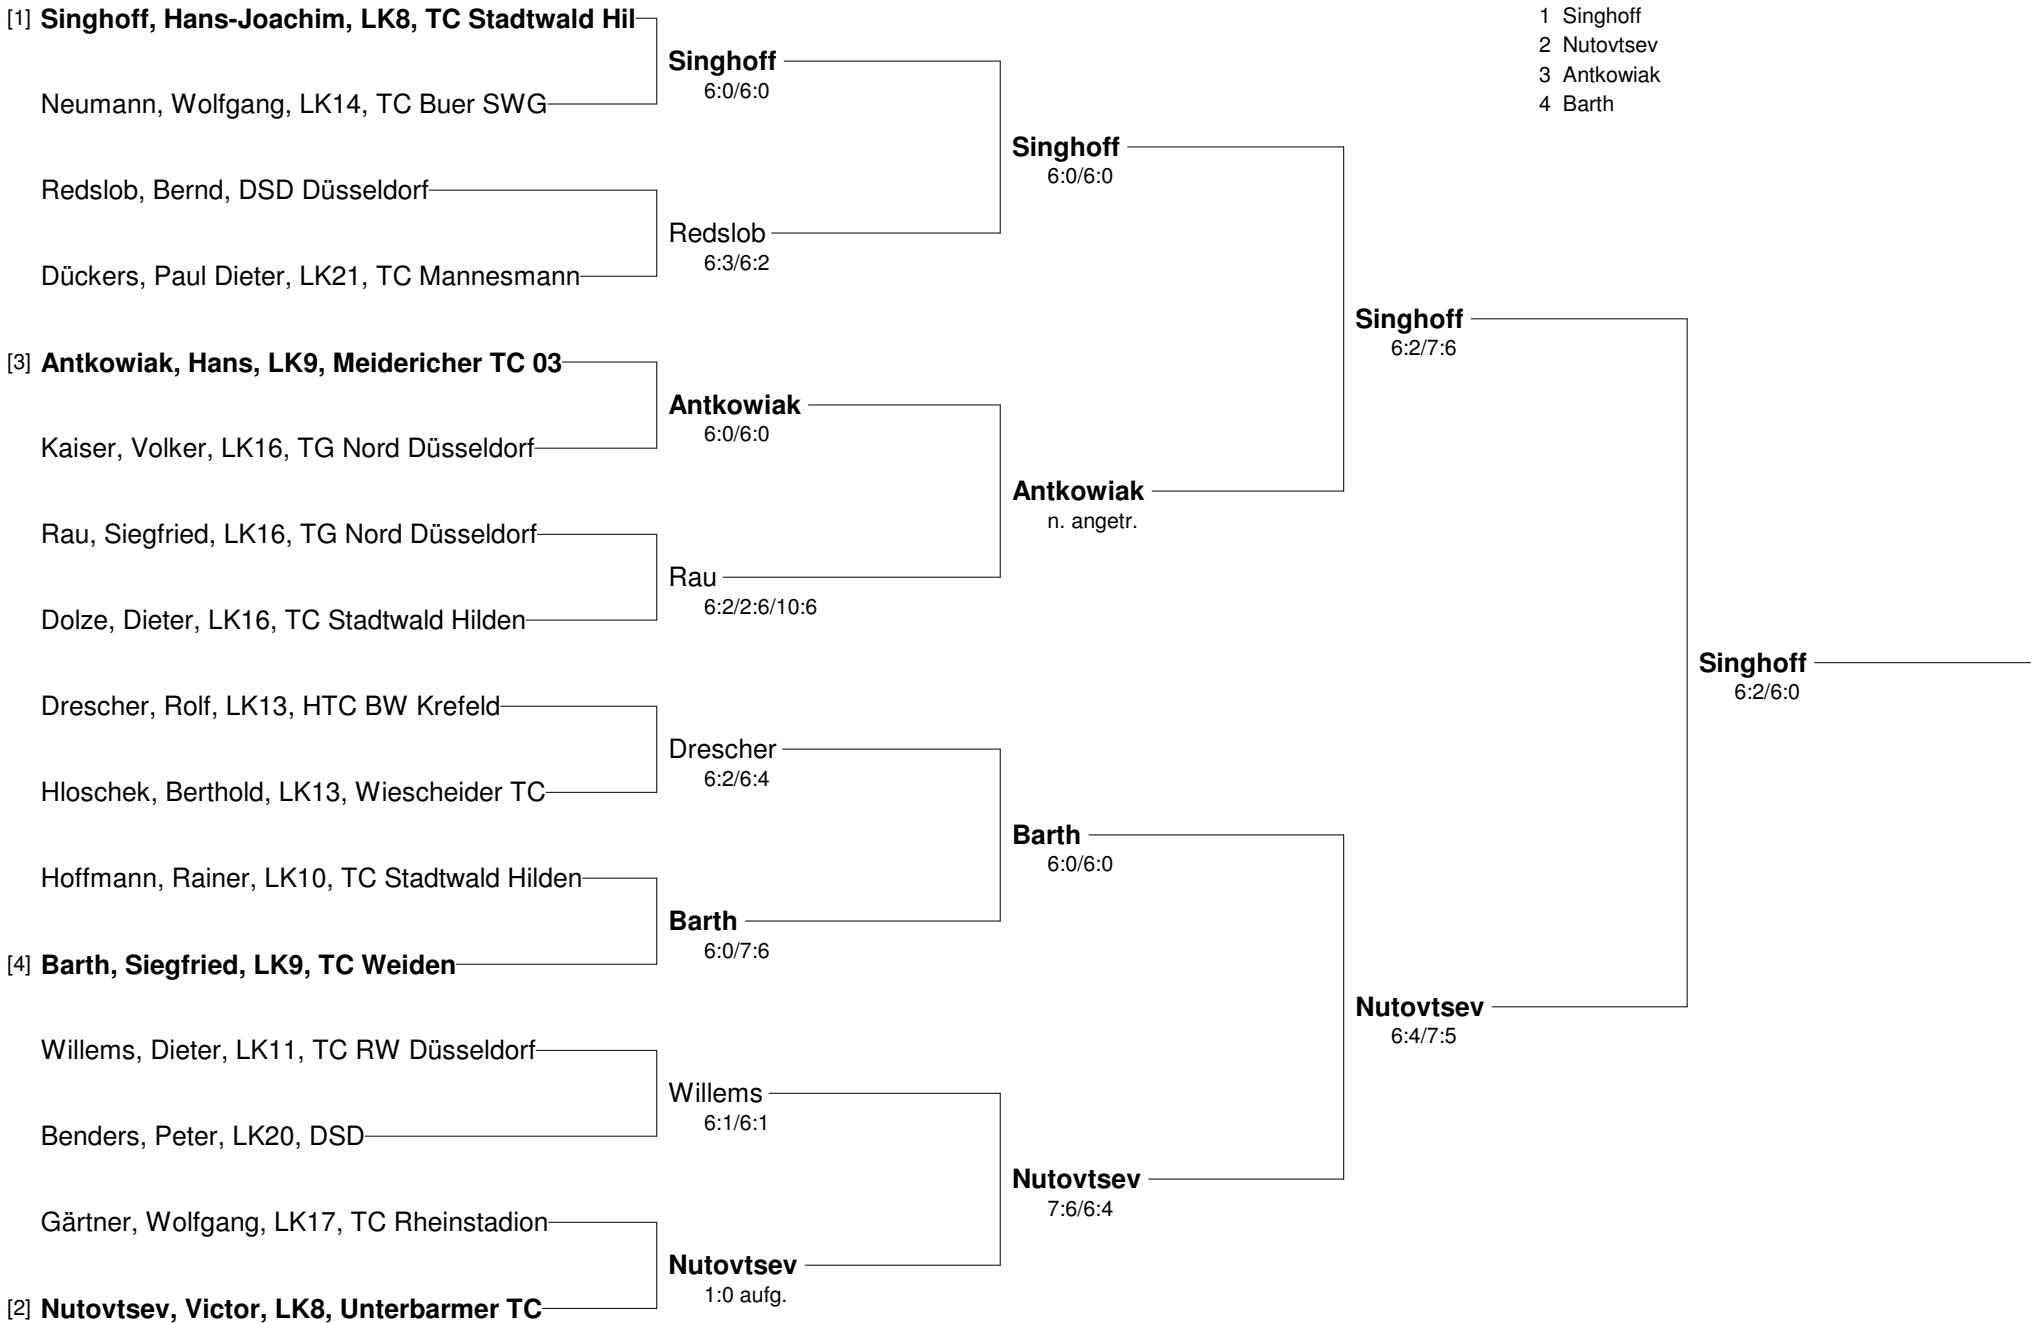 [1] Singhoff, Hans-Joachim, LK8, TC Stadtwald Hil
Neumann, Wolfgang, LK14, TC Buer SWG
Redslob, Bernd, DSD Düsseldorf
Dückers, Paul Dieter, LK21, TC Mannesmann
[3] Antkowiak, Hans, LK9, Meidericher TC 03
Kaiser, Volker, LK16, TG Nord Düsseldorf
Rau, Siegfried, LK16, TG Nord Düsseldorf
Dolze, Dieter, LK16, TC Stadtwald Hilden
Drescher, Rolf, LK13, HTC BW Krefeld
Hloschek, Berthold, LK13, Wiescheider TC
Hoffmann, Rainer, LK10, TC Stadtwald Hilden
[4] Barth, Siegfried, LK9, TC Weiden
Willems, Dieter, LK11, TC RW Düsseldorf
Benders, Peter, LK20, DSD
Gärtner, Wolfgang, LK17, TC Rheinstadion
[2] Nutovtsev, Victor, LK8, Unterbarmer TC
Singhoff
6:0/6:0
Redslob
6:3/6:2
Antkowiak
6:0/6:0
Rau
6:2/2:6/10:6
Drescher
6:2/6:4
Barth
6:0/7:6
Willems
6:1/6:1
Nutovtsev
1:0 aufg.
Singhoff
6:0/6:0
Antkowiak
n. angetr.
Barth
6:0/6:0
Nutovtsev
7:6/6:4
Singhoff
6:2/7:6
Nutovtsev
6:4/7:5
Singhoff
6:2/6:0
1 Singhoff
2 Nutovtsev
3 Antkowiak
4 Barth